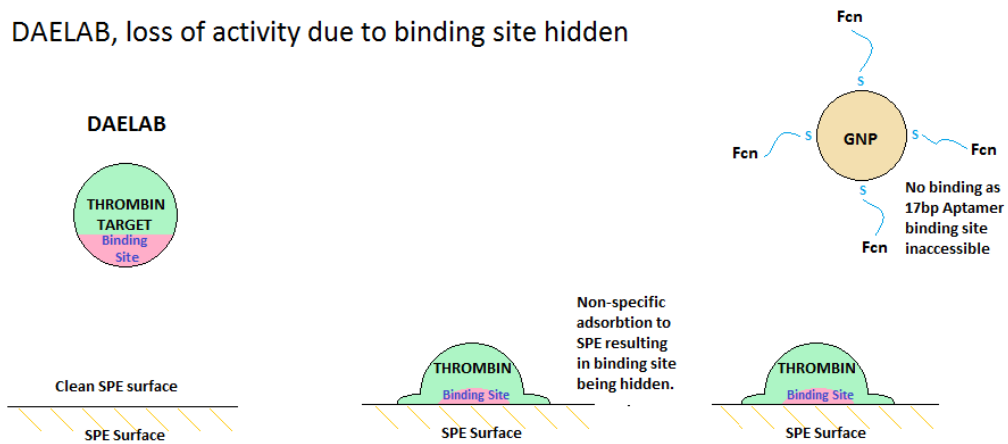 DAELAB, loss of activity due to binding site hidden
DAELAB
THROMBIN
TARGET
Binding
Site
Clean SPE surface
SPE Surface
Non-specific
adsorbtion to
SPE resulting
in binding site
being hidden.
THROMBIN
Binding Site
SPE Surface
Fcn
S
Fcn
S
GNP
S
Fcn
S
Fcn
No binding as
17bp Aptamer
binding site
inaccessible
THROMBIN
Binding Site
SPE Surface